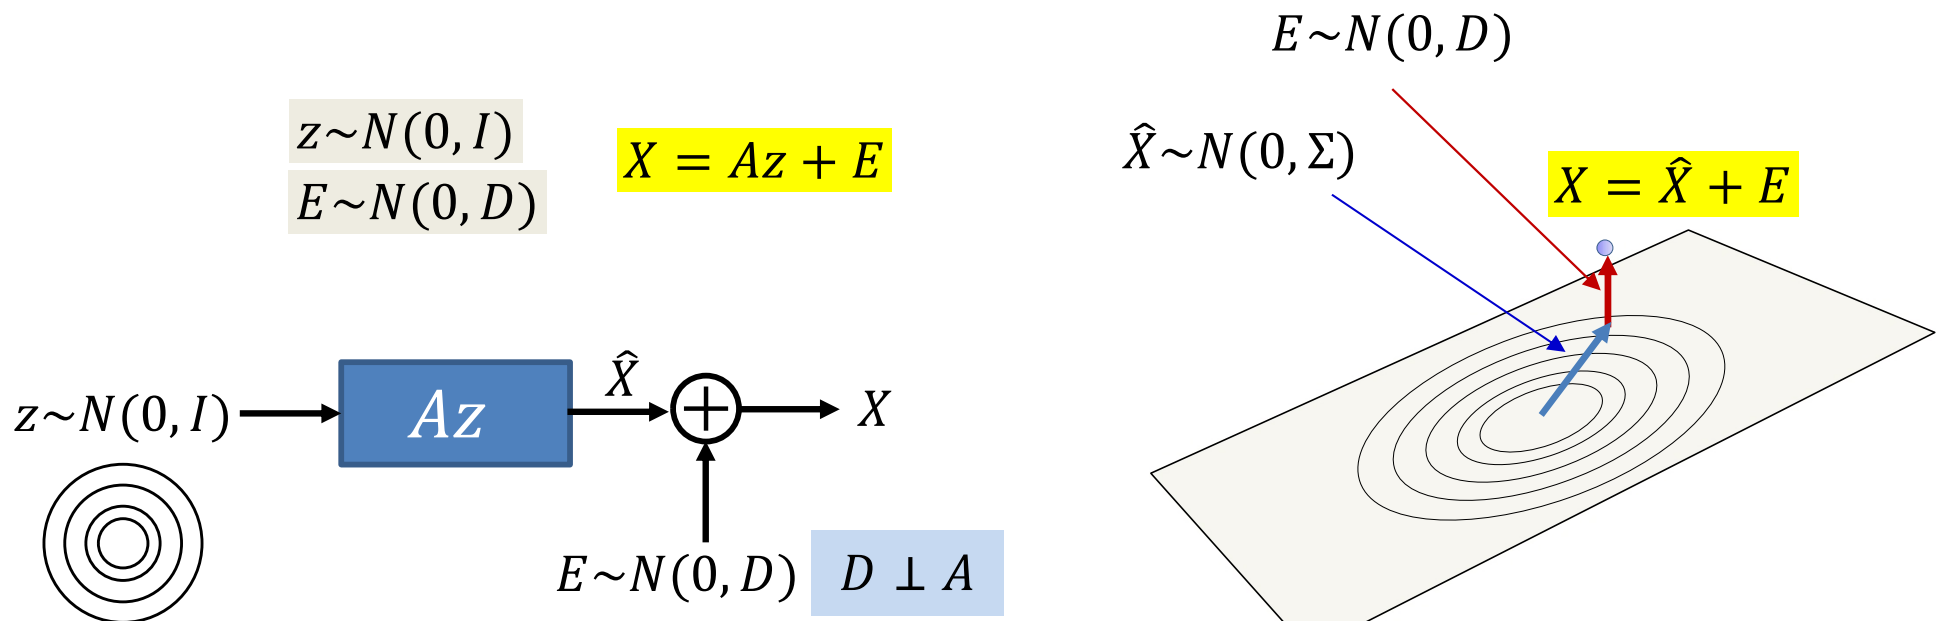 z~N(0, I)
E~N(0, D)
X = Az + E
z~N(0, I)
Az
X̂
X
E~N(0, D)
D ⊥ A
E~N(0, D)
X̂~N(0, Σ)
X = X̂ + E